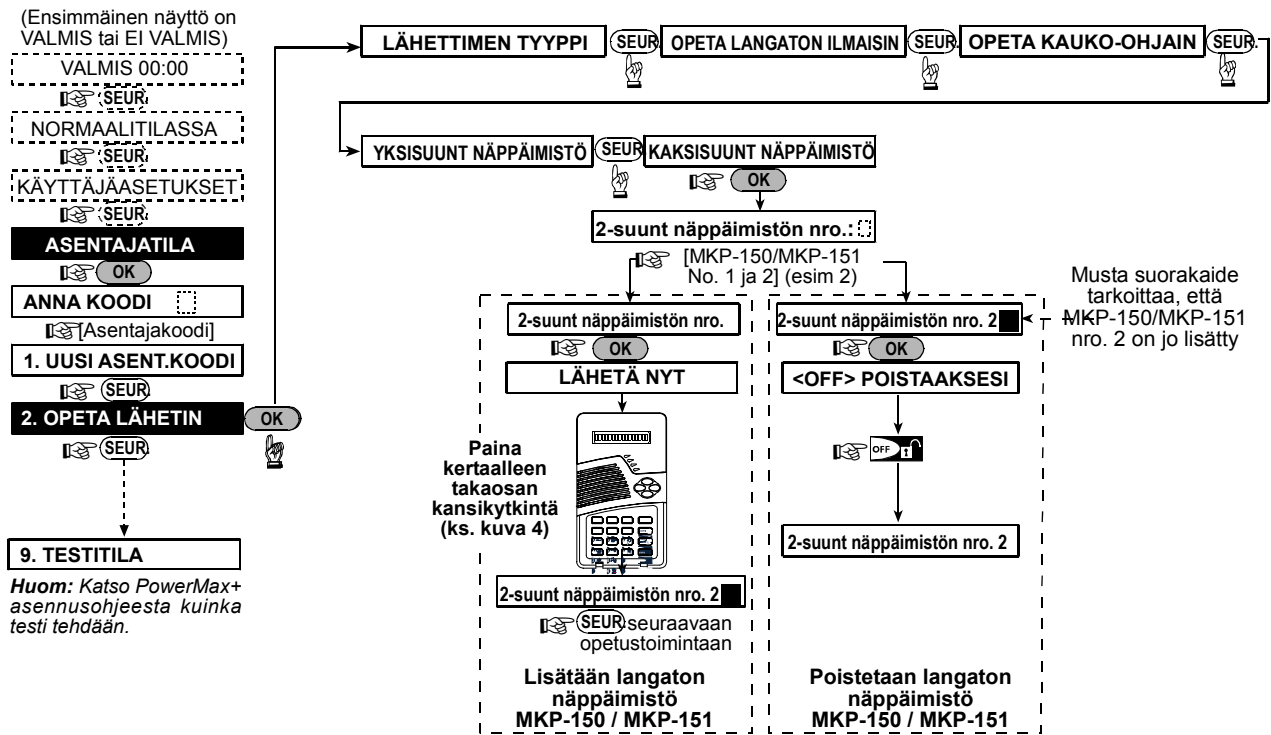 (Ensimmäinen näyttö on
VALMIS tai EI VALMIS)
VALMIS 00:00
SEUR.
NORMAALITILASSA
SEUR.
KÄYTTÄJÄASETUKSET
SEUR.
ASENTAJATILA
OK
ANNA KOODI
[Asentajakoodi]
1. UUSI ASENT.KOODI
SEUR.
2. OPETA LÄHETIN
OK
SEUR.
9. TESTITILA
Huom: Katso PowerMax+
asennusohjeesta kuinka
testi tehdään.
LÄHETTIMEN TYYPPI
SEUR.
OPETA LANGATON ILMAISIN
SEUR.
OPETA KAUKO-OHJAIN
SEUR.
YKSISUUNT NÄPPÄIMISTÖ
SEUR
KAKSISUUNT NÄPPÄIMISTÖ
OK
2-suunt näppäimistön nro.:
[MKP-150/MKP-151
No. 1 ja 2] (esim 2)
2-suunt näppäimistön nro.
OK
LÄHETÄ NYT
Paina
kertaalleen
takaosan
kansikytkintä
(ks. kuva 4)
2-suunt näppäimistön nro. 2
SEUR. seuraavaan
opetustoimintaan
Lisätään langaton
näppäimistö
MKP-150 / MKP-151
2-suunt näppäimistön nro. 2
OK
<OFF> POISTAAKSESI
OFF
2-suunt näppäimistön nro. 2
Poistetaan langaton
näppäimistö
MKP-150 / MKP-151
Musta suorakaide
tarkoittaa, että
MKP-150/MKP-151
nro. 2 on jo lisätty